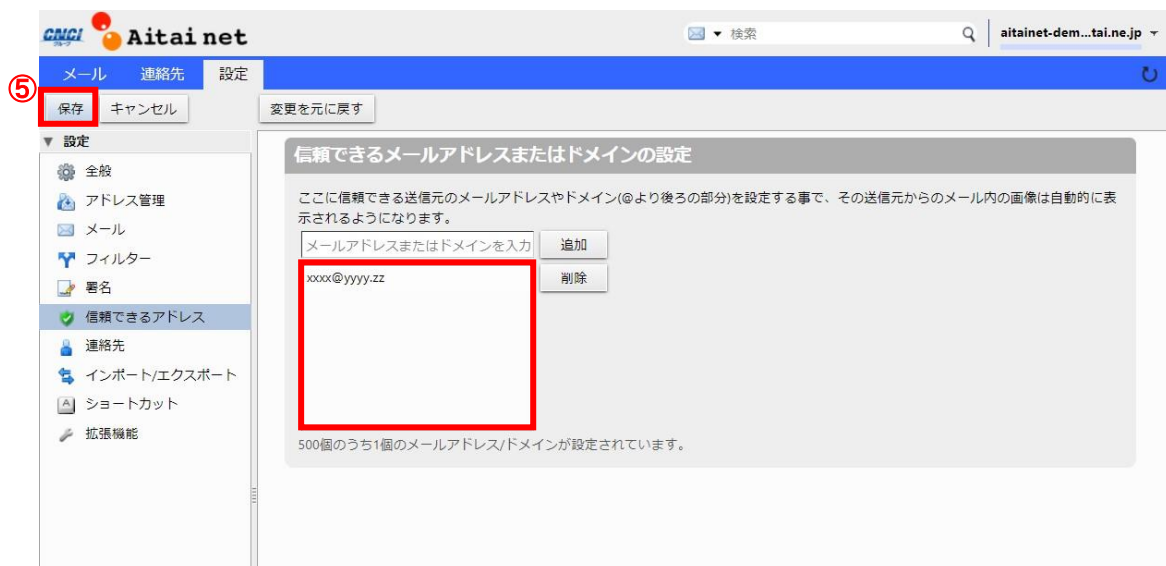 CNCI グループ Aitai net
検索
aitainet-dem...tai.ne.jp
メール 連絡先 設定
⑤
保存 キャンセル 変更を元に戻す
設定
全般
アドレス管理
メール
フィルター
署名
信頼できるアドレス
連絡先
インポート/エクスポート
ショートカット
拡張機能
信頼できるメールアドレスまたはドメインの設定
ここに信頼できる送信元のメールアドレスやドメイン(@より後ろの部分)を設定する事で、その送信元からのメール内の画像は自動的に表
示されるようになります。
メールアドレスまたはドメインを入力 追加
xxxx@yyyy.zz 削除
500個のうち1個のメールアドレス/ドメインが設定されています。